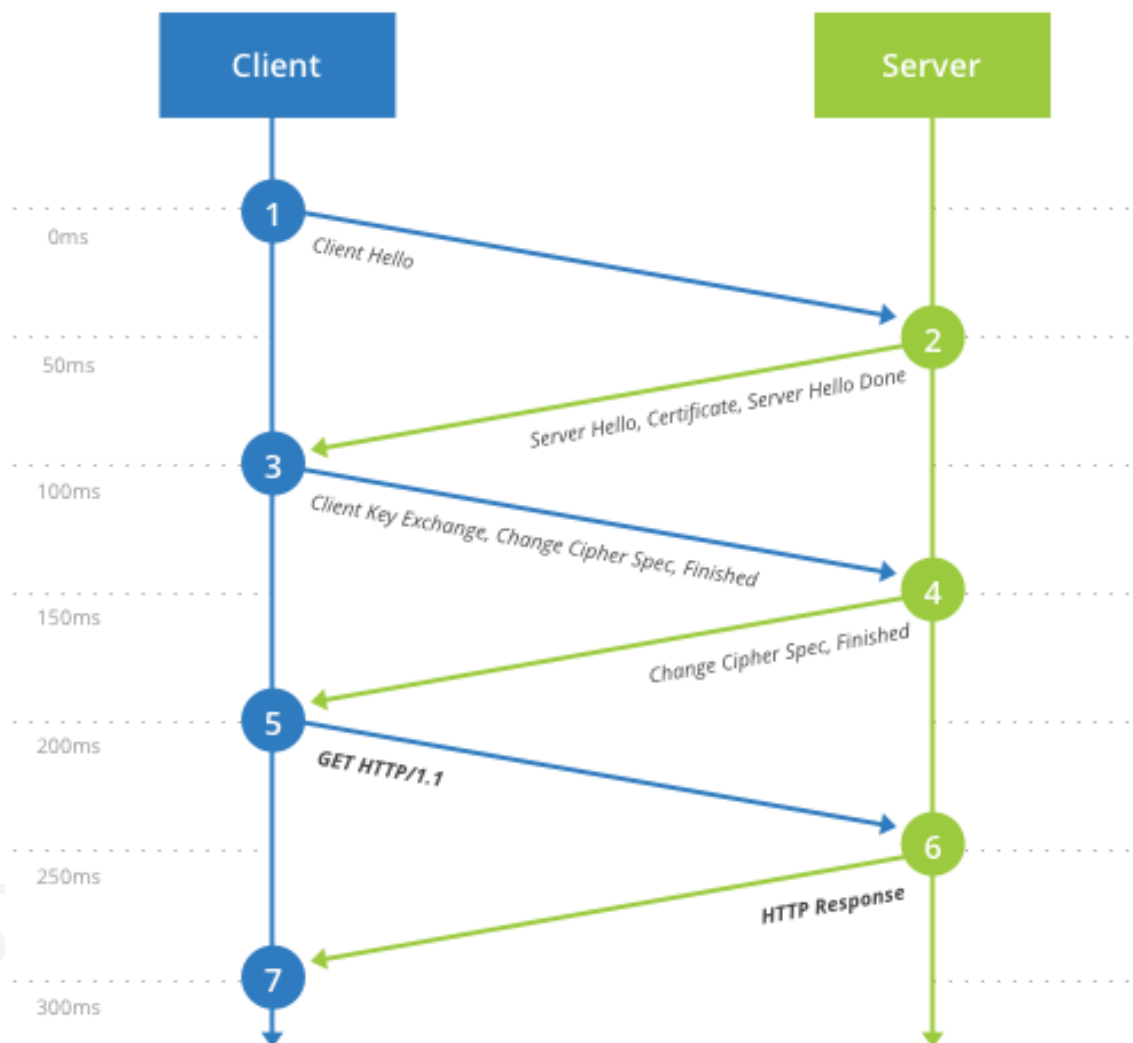 Client
Server
1
0ms
Client Hello
2
50ms
Server Hello, Certificate, Server Hello Done
3
100ms
Client Key Exchange, Change Cipher Spec, Finished
4
150ms
Change Cipher Spec, Finished
5
200ms
GET HTTP/1.1
6
250ms
HTTP Response
7
300ms